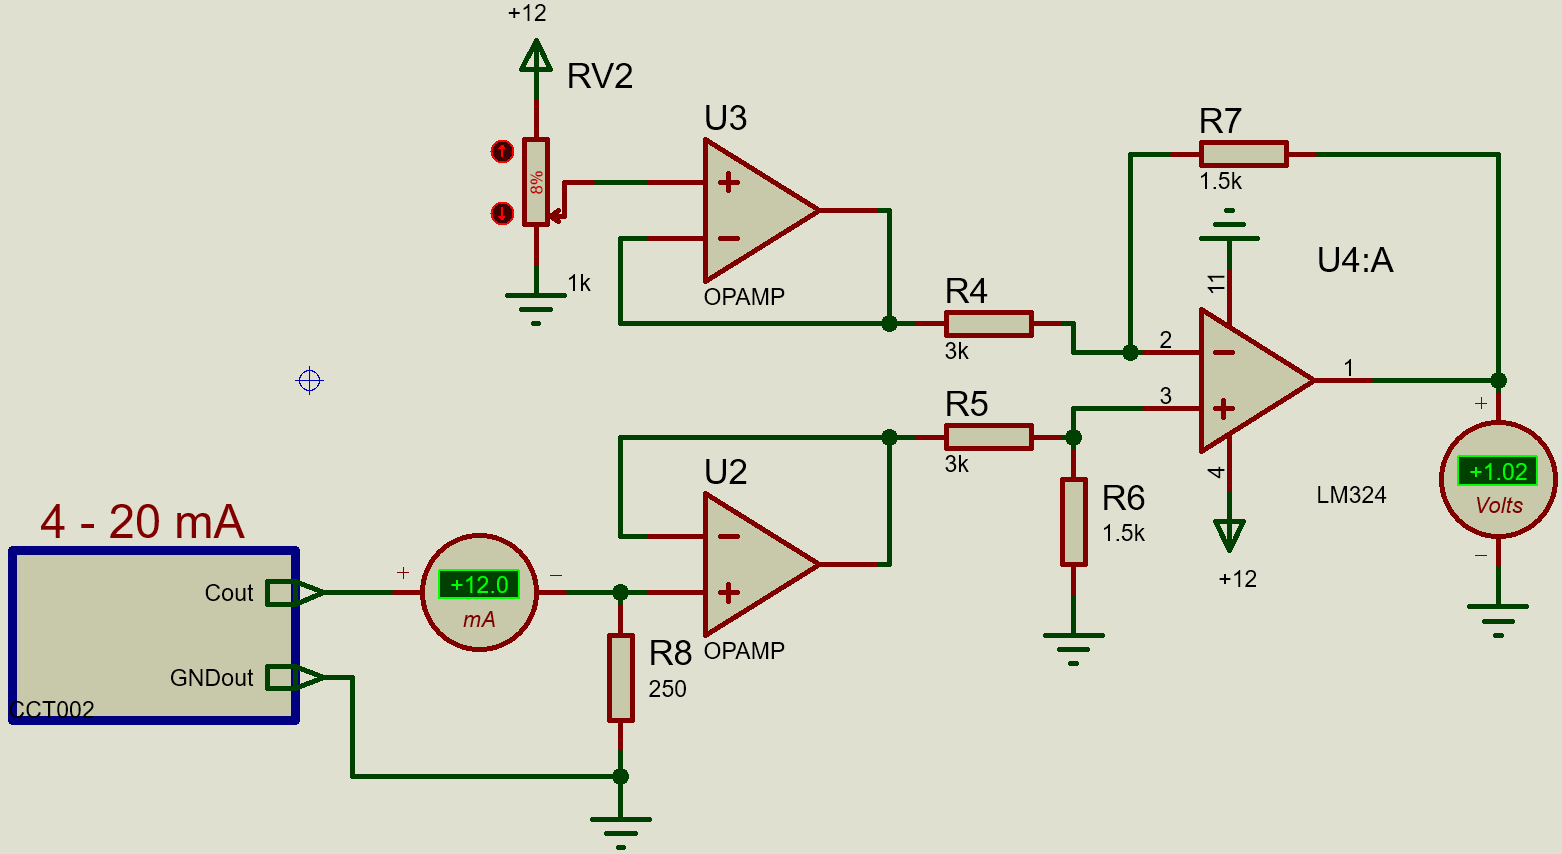 +12
RV2
8%
1k
U3
OPAMP
R7
1.5k
11
U4:A
R4
3k
2
3
1
4
LM324
+12
R5
3k
R6
1.5k
+
+1.02
Volts
−
U2
OPAMP
4 - 20 mA
Cout
GNDout
CCT002
+
+12.0
mA
−
R8
250